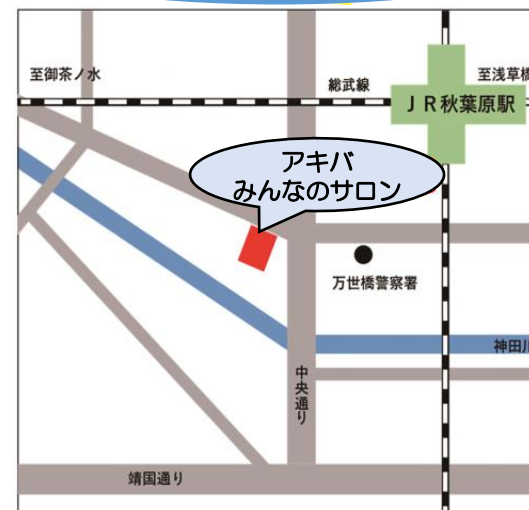 至御茶ノ水
総武線
至浅草橋
ＪＲ秋葉原駅
アキバ
みんなのサロン
万世橋警察署
神田川
中央通り
靖国通り